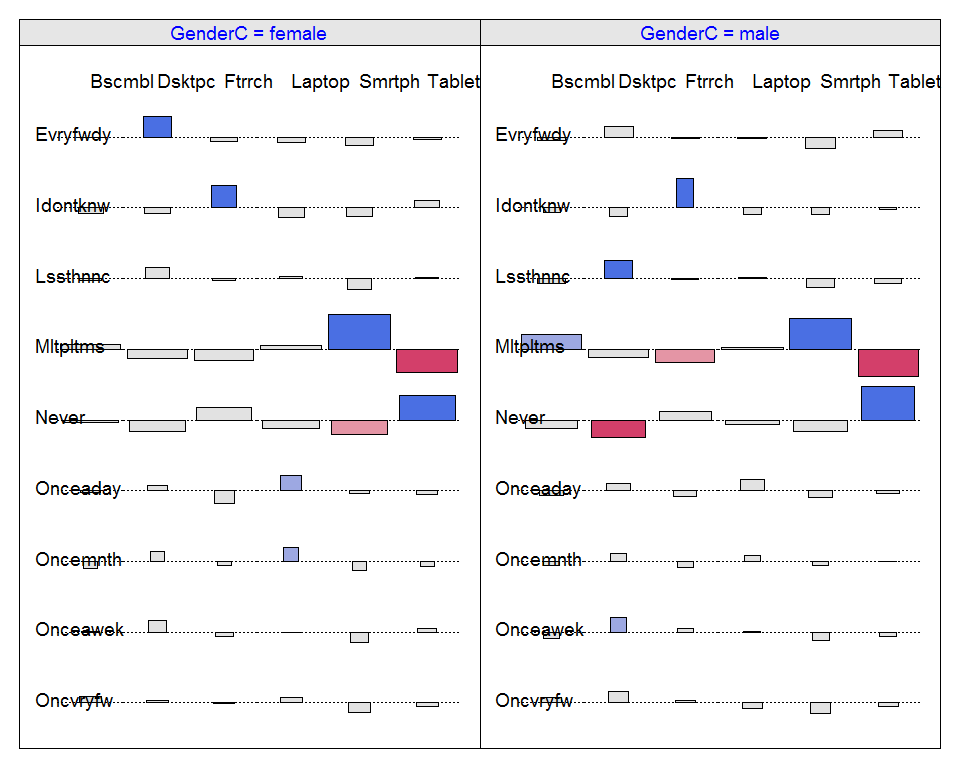 GenderC = female
GenderC = male
Bscmbl Dsktpc Ftrrch Laptop Smrtph Tablet
Bscmbl Dsktpc Ftrrch Laptop Smrtph Tablet
Evryfwdy
Evryfwdy
Idontknw
Idontknw
Lssthnnc
Lssthnnc
Mltpltms
Mltpltms
Never
Never
Onceaday
Onceaday
Oncemnth
Oncemnth
Onceawek
Onceawek
Oncvryfw
Oncvryfw